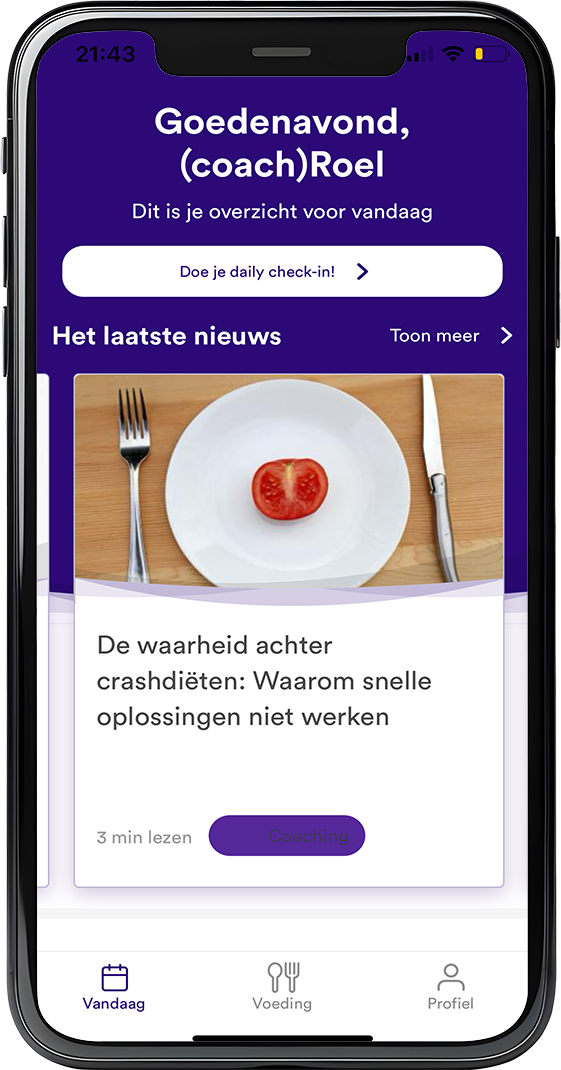 21:43
Goedenavond,
(coach)Roel
Dit is je overzicht voor vandaag
Doe je daily check-in!
Het laatste nieuws
Toon meer
De waarheid achter
crashdiëten: Waarom snelle
oplossingen niet werken
3 min lezen
Coaching
Vandaag
Voeding
Profiel